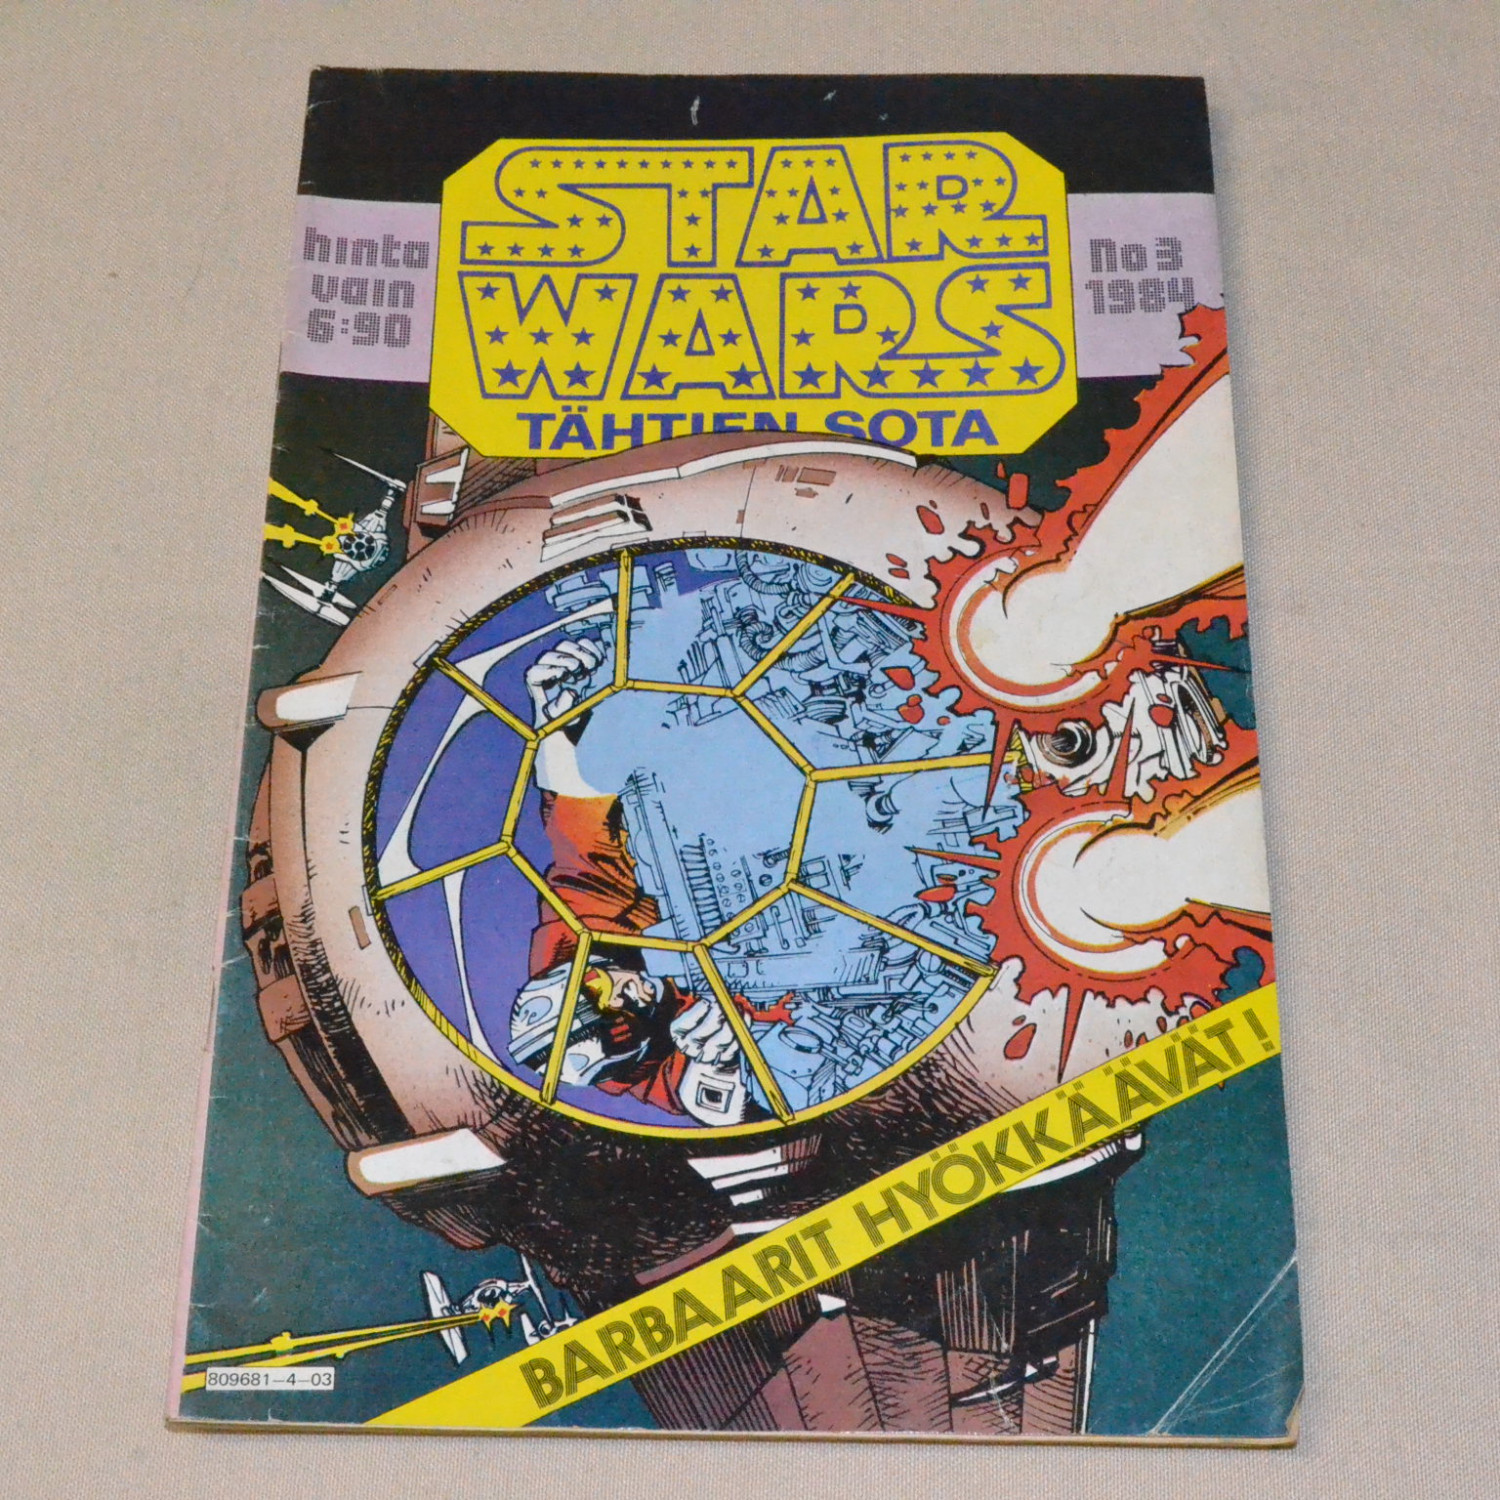 STAR
WARS
TÄHTIEN SOTA
hinta
vain
6:90
No 3
1984
BARBAARIT HYÖKKÄÄVÄT!
809681-4-03